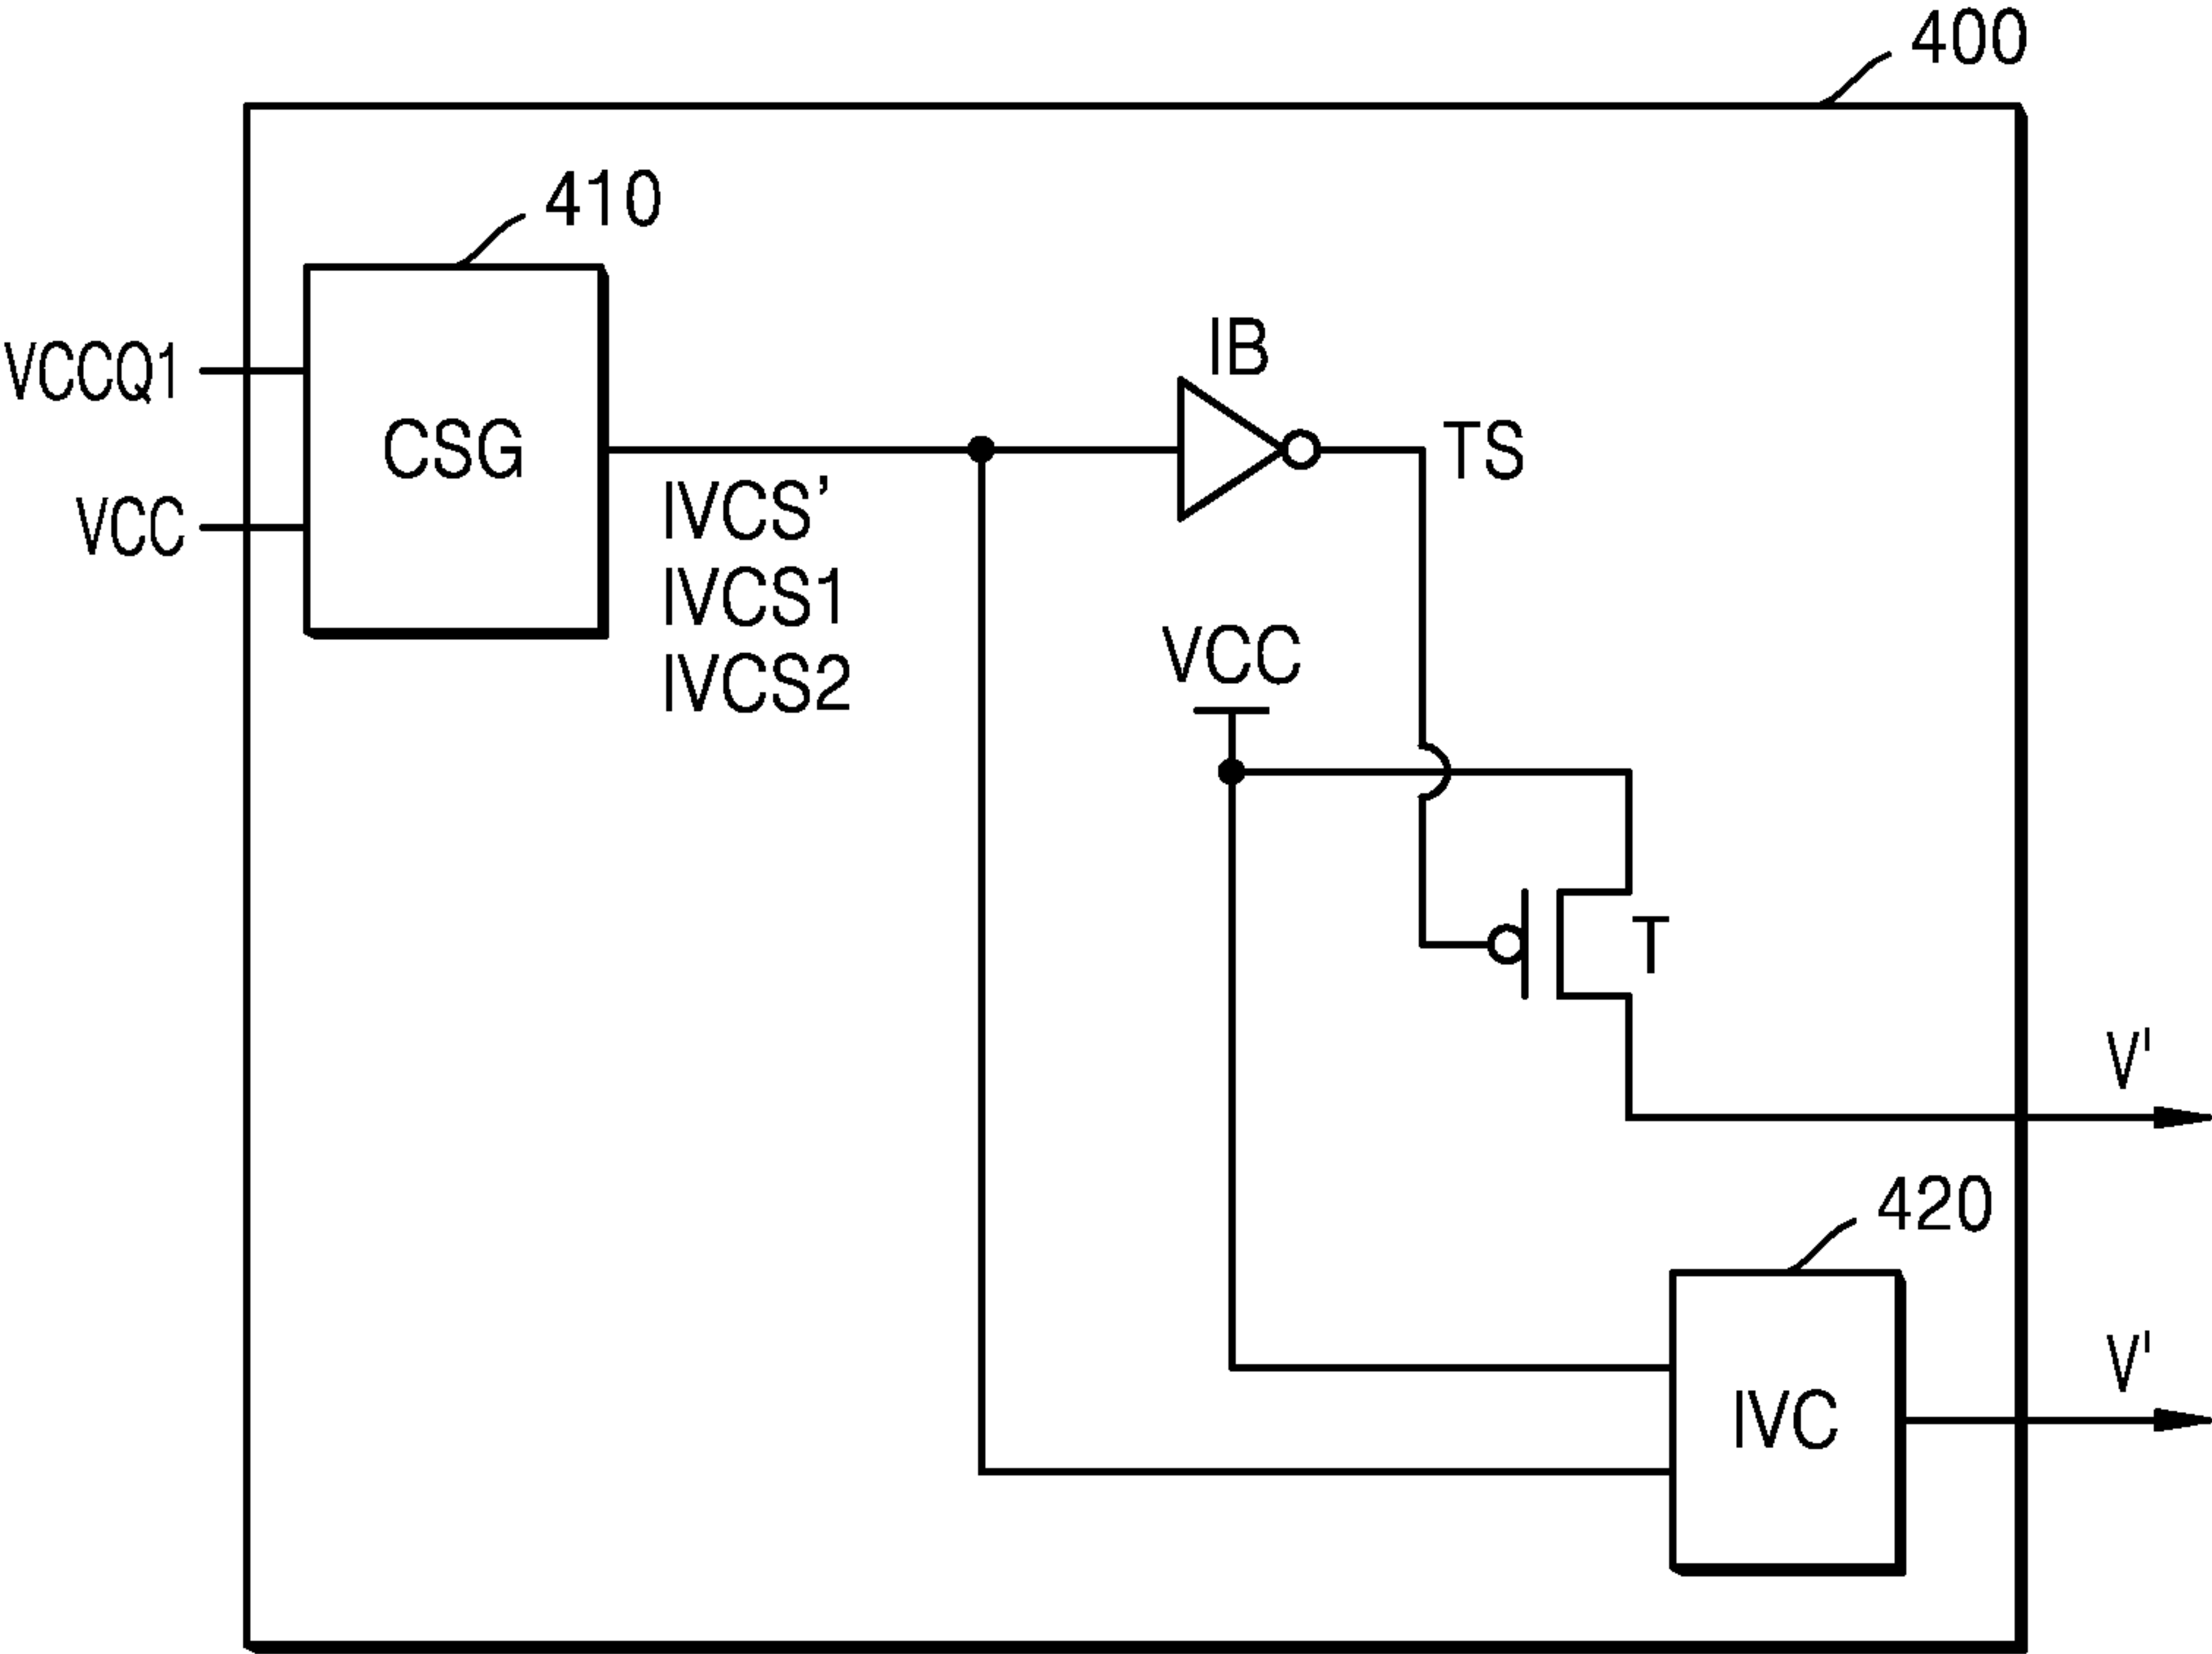 400
410
VCCQ1
CSG
VCC
IVCS’
IVCS1
IVCS2
IB
TS
VCC
T
V'
420
IVC
V'